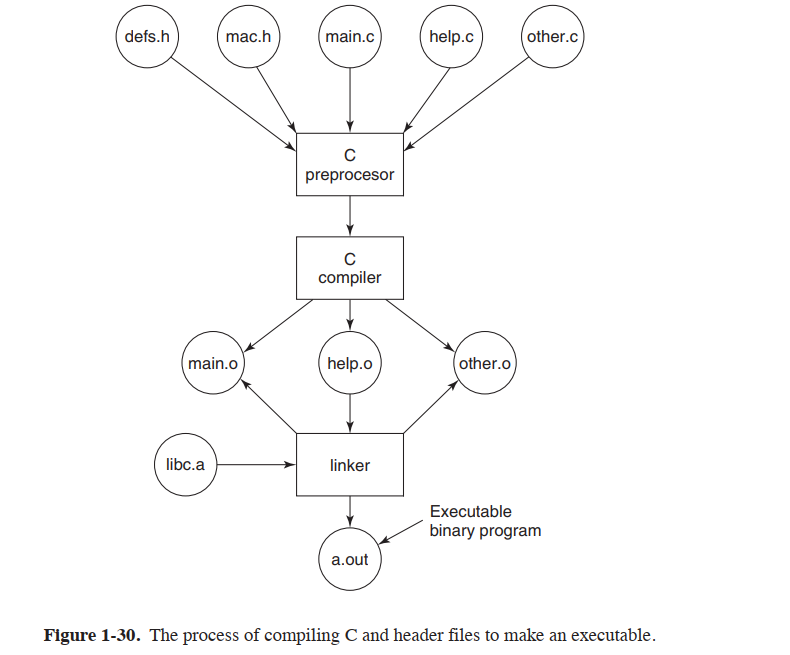 defs.h
mac.h
main.c
help.c
other.c
C
preprocesor
C
compiler
main.o
help.o
other.o
libc.a
linker
Executable
binary program
a.out
Figure 1-30. The process of compiling C and header files to make an executable.